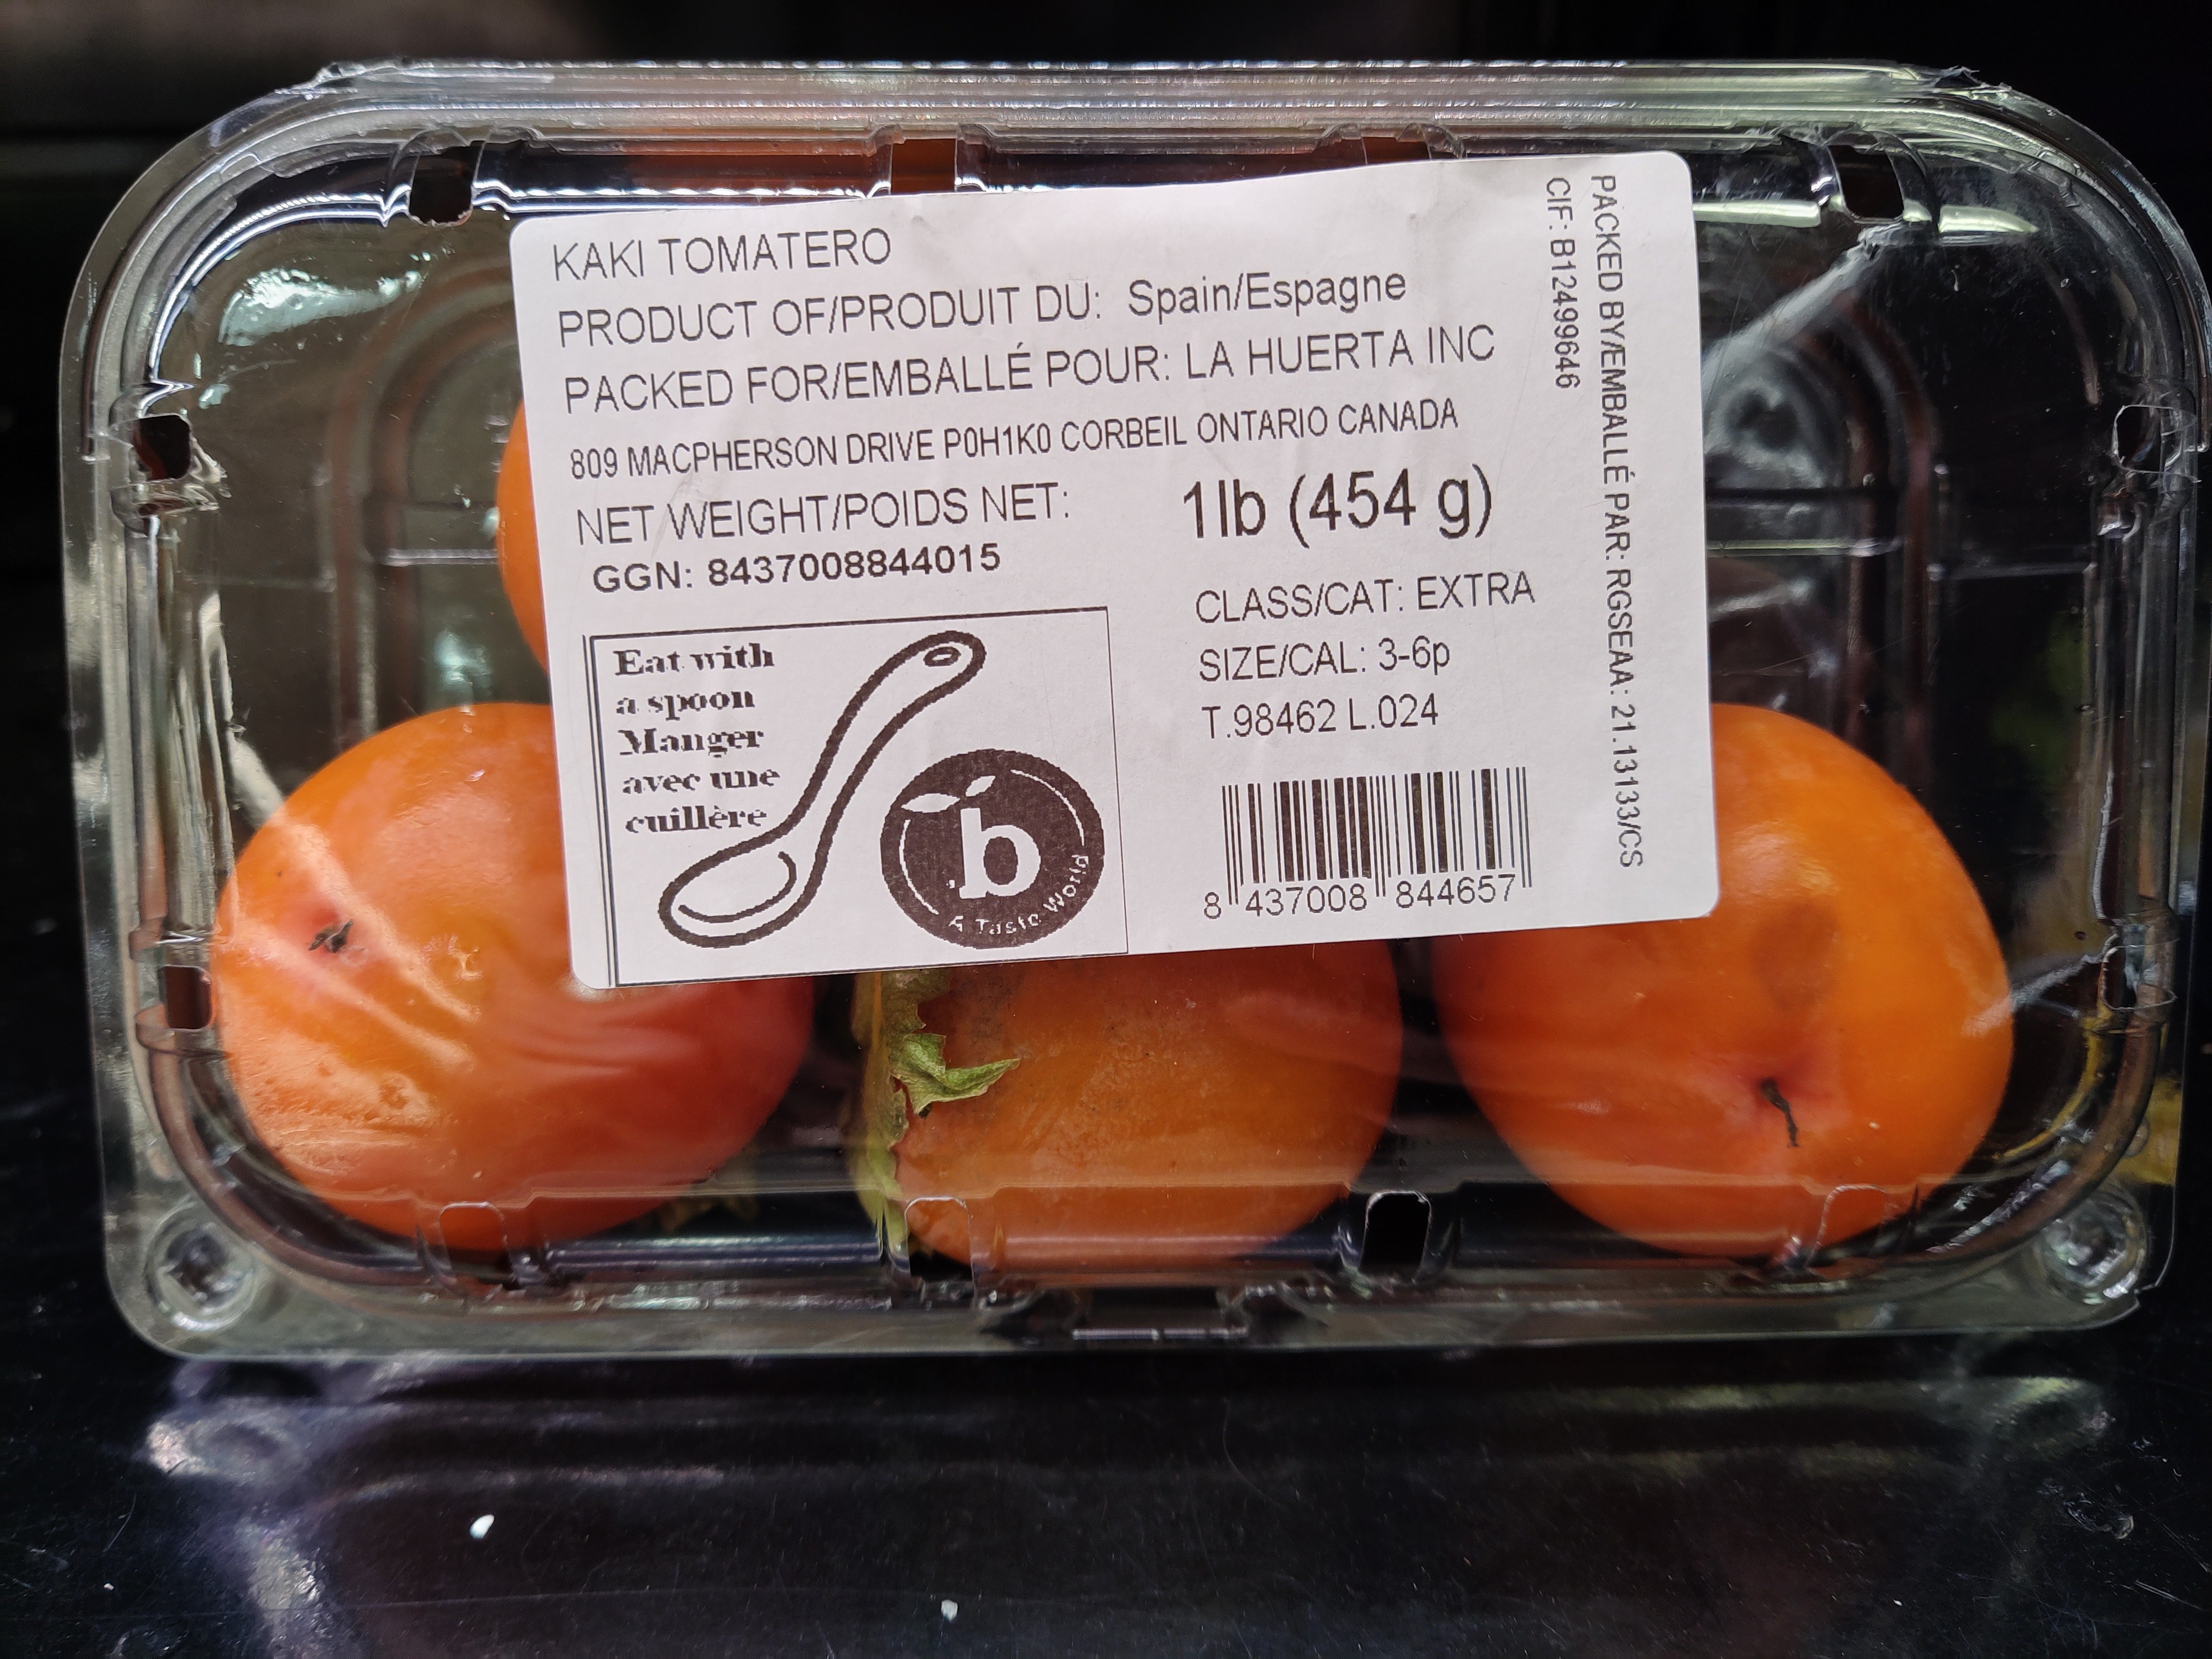 KAKI TOMATERO
PRODUCT OF/PRODUIT DU: Spain/Espagne
PACKED FOR/EMBALLÉ POUR: LA HUERTA INC
809 MACPHERSON DRIVE P0H1K0 CORBEIL ONTARIO CANADA
NET WEIGHT/POIDS NET: 1lb (454 g)
GGN: 8437008844015
CLASS/CAT: EXTRA
SIZE/CAL: 3-6p
T.98462 L.024
Eat with
a spoon
Manger
avec une
cuillère
.b
A Taste World
8 437008 844657
PACKED BY/EMBALLÉ PAR: RGSEAA: 21.13133/CS
CIF: B12499646